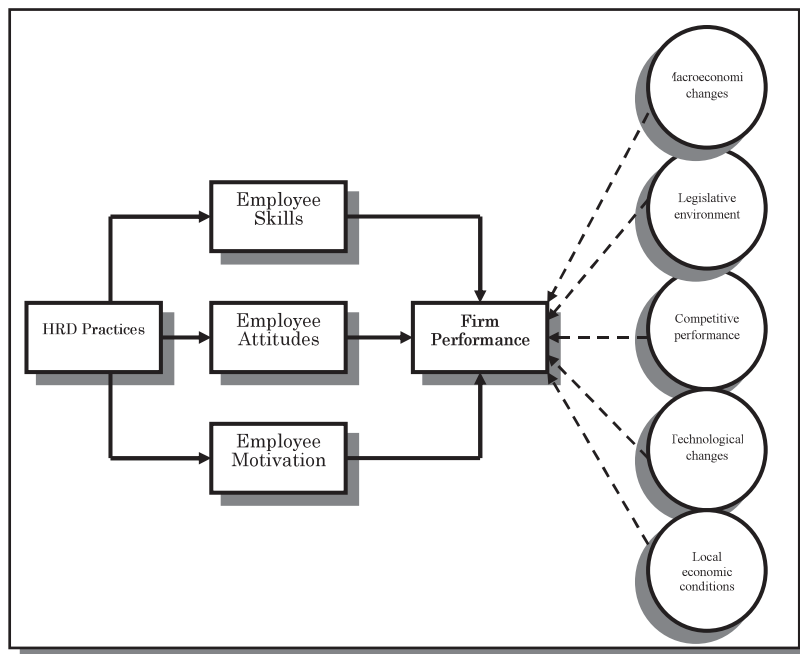 Macroeconomi
changes
Legislative
environment
Employee
Skills
HRD Practices
Employee
Attitudes
Firm
Performance
Competitive
performance
Employee
Motivation
Technological
changes
Local
economic
conditions